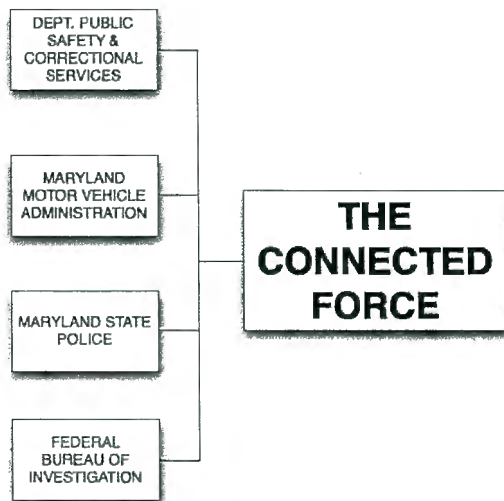 DEPT. PUBLIC
SAFETY &
CORRECTIONAL
SERVICES
MARYLAND
MOTOR VEHICLE
ADMINISTRATION
MARYLAND STATE
POLICE
FEDERAL
BUREAU OF
INVESTIGATION
THE
CONNECTED
FORCE